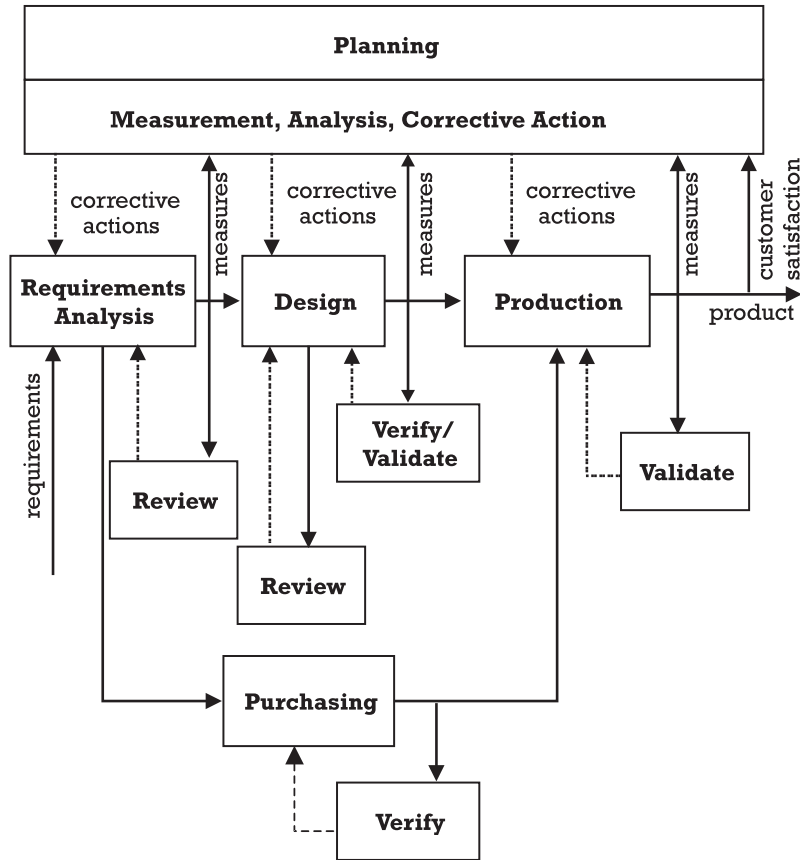 Planning
Measurement, Analysis, Corrective Action
corrective
actions
measures
corrective
actions
measures
corrective
actions
measures
customer
satisfaction
Requirements
Analysis
Design
Production
product
requirements
Verify/
Validate
Review
Validate
Review
Purchasing
Verify